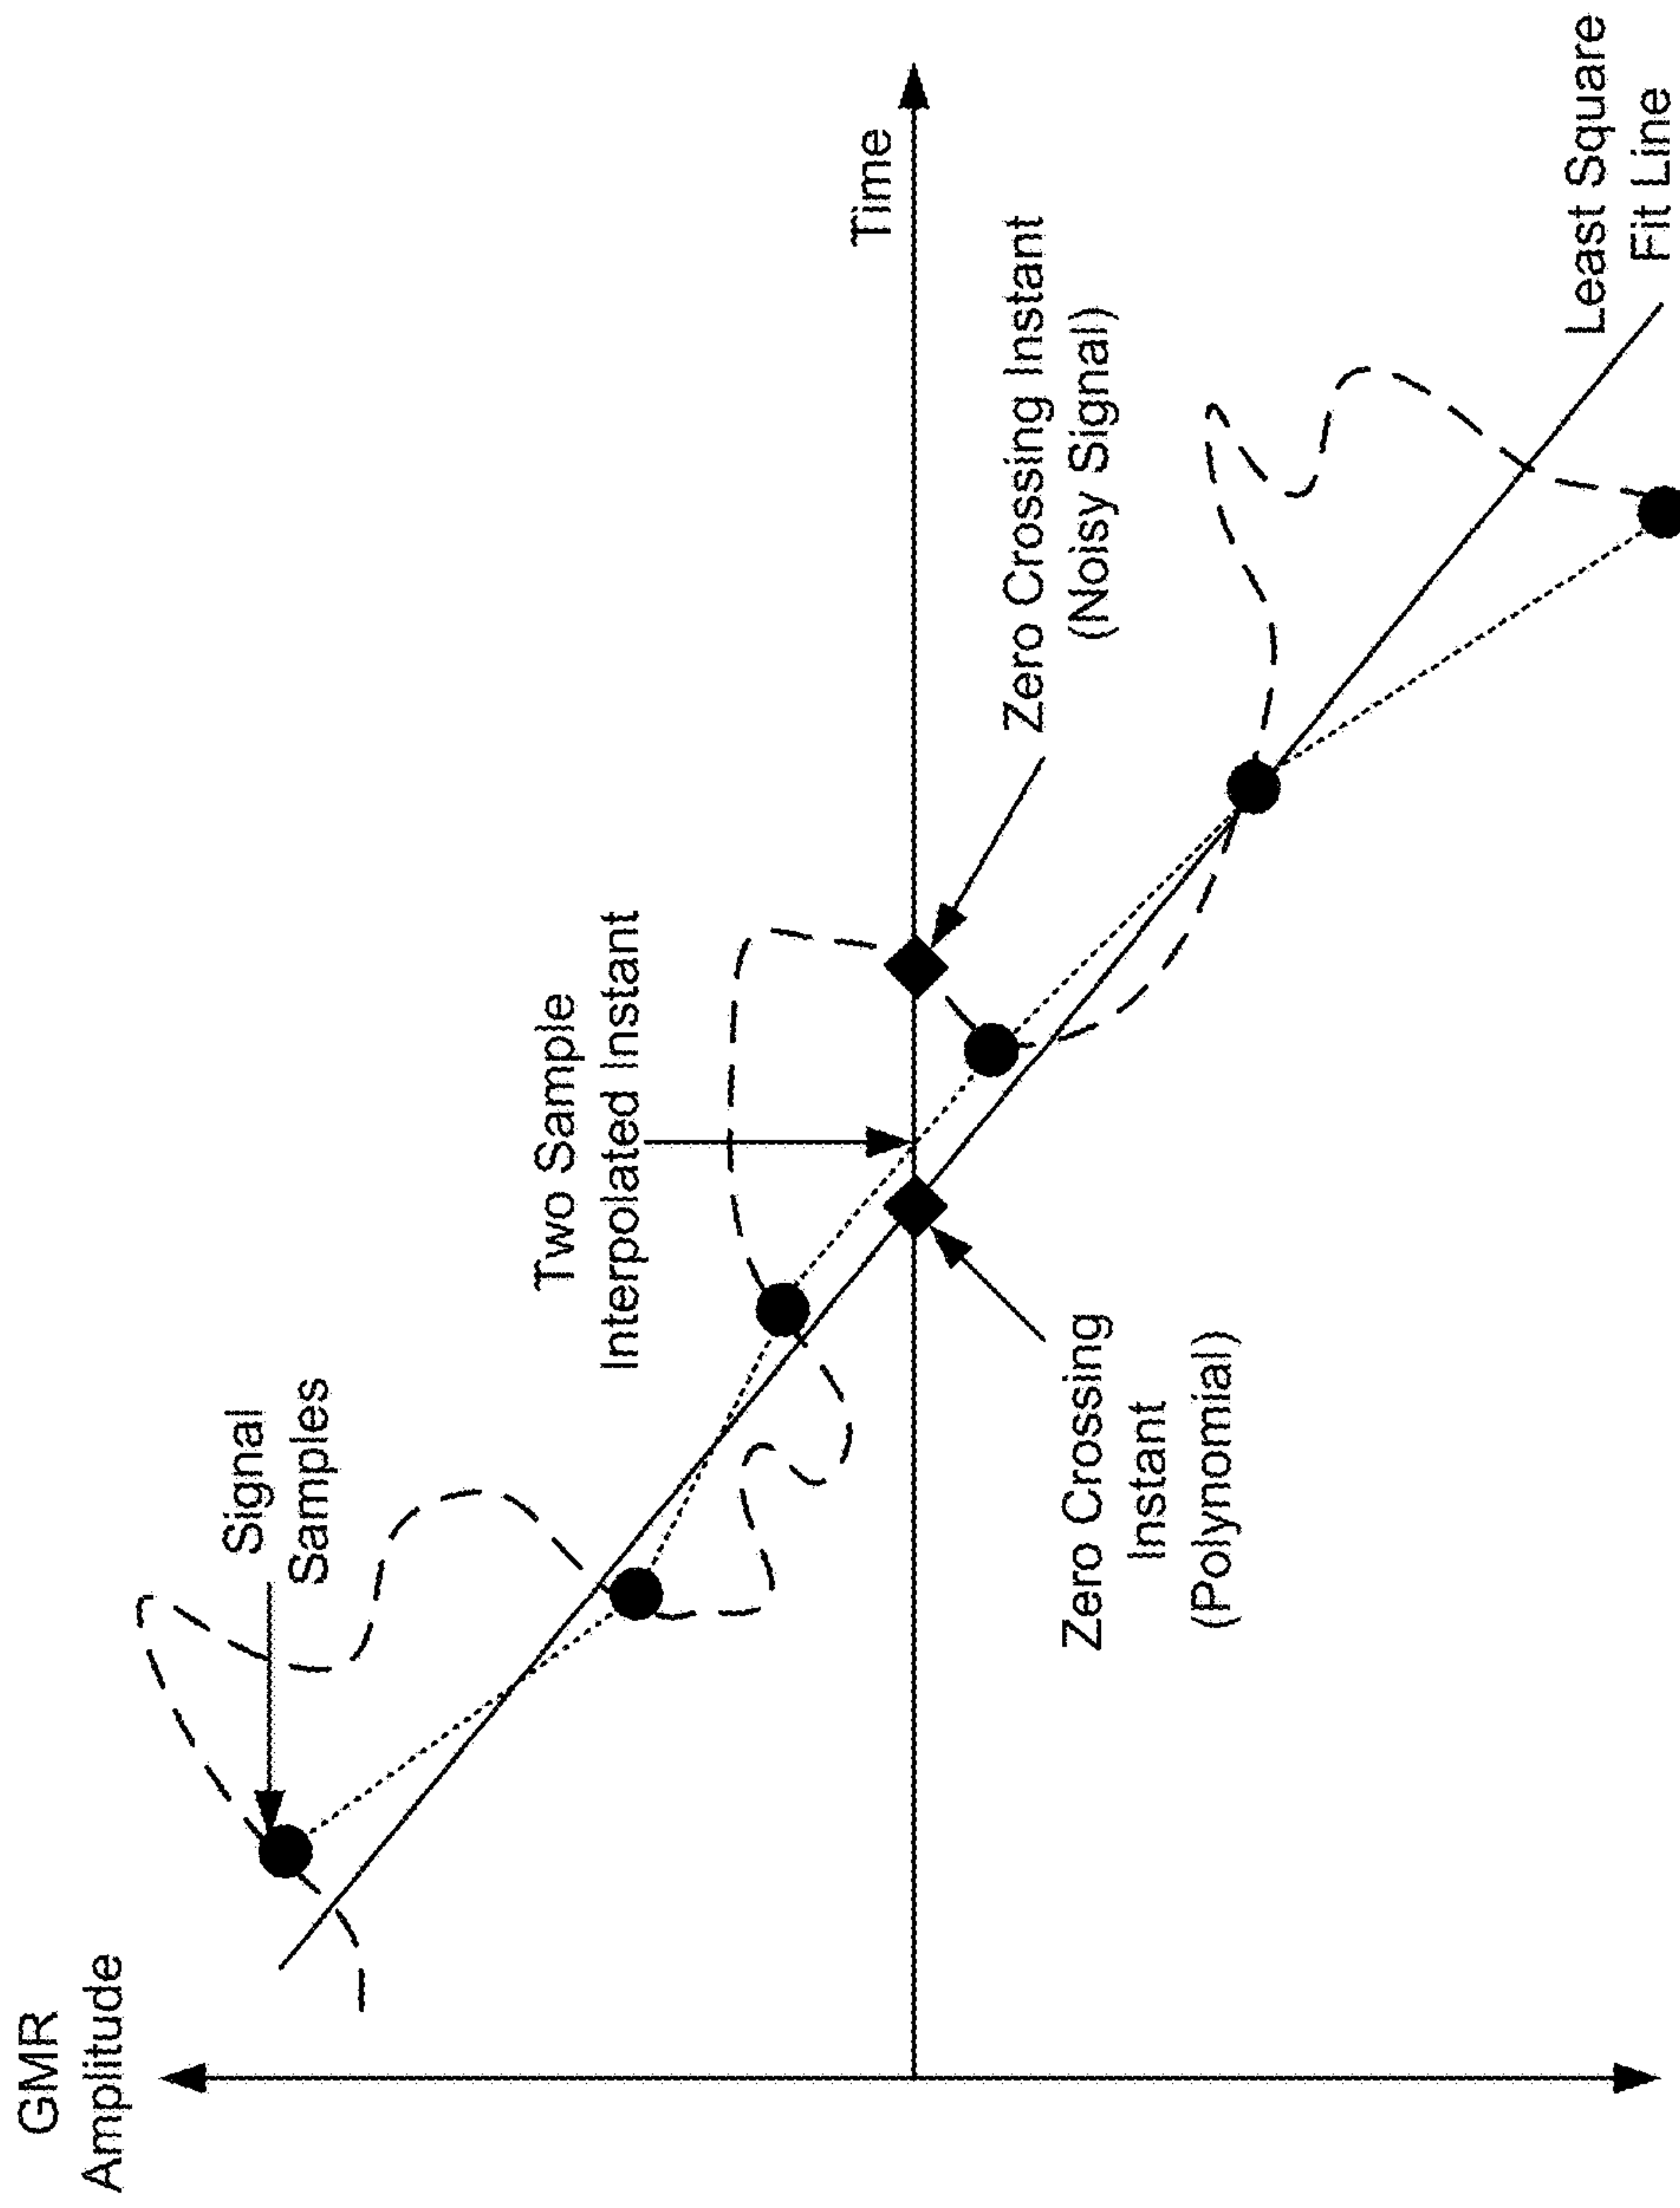 GMR
Amplitude
Signal
Samples
Two Sample
Interpolated Instant
Time
Zero Crossing Instant
(Noisy Signal)
Zero Crossing
Instant
(Polynomial)
Least Square
Fit Line